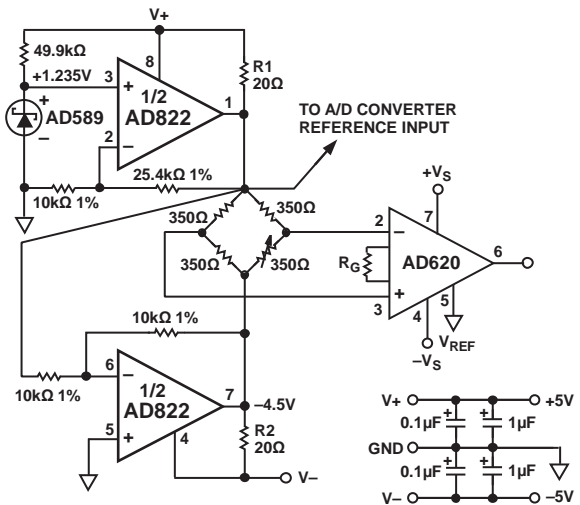 V+
49.9kΩ
+1.235V
3
+
8
1/2
AD822
1
R1
20Ω
+
AD589
–
2
–
TO A/D CONVERTER
REFERENCE INPUT
10kΩ 1%
25.4kΩ 1%
350Ω
350Ω
350Ω
350Ω
+VS
7
2
–
RG
AD620
6
+
3
4
5
VREF
–VS
10kΩ 1%
10kΩ 1%
6
–
1/2
AD822
7
–4.5V
5
+
4
R2
20Ω
V–
V+
+5V
0.1µF
+
+
1µF
GND
0.1µF
+
+
1µF
V–
–5V